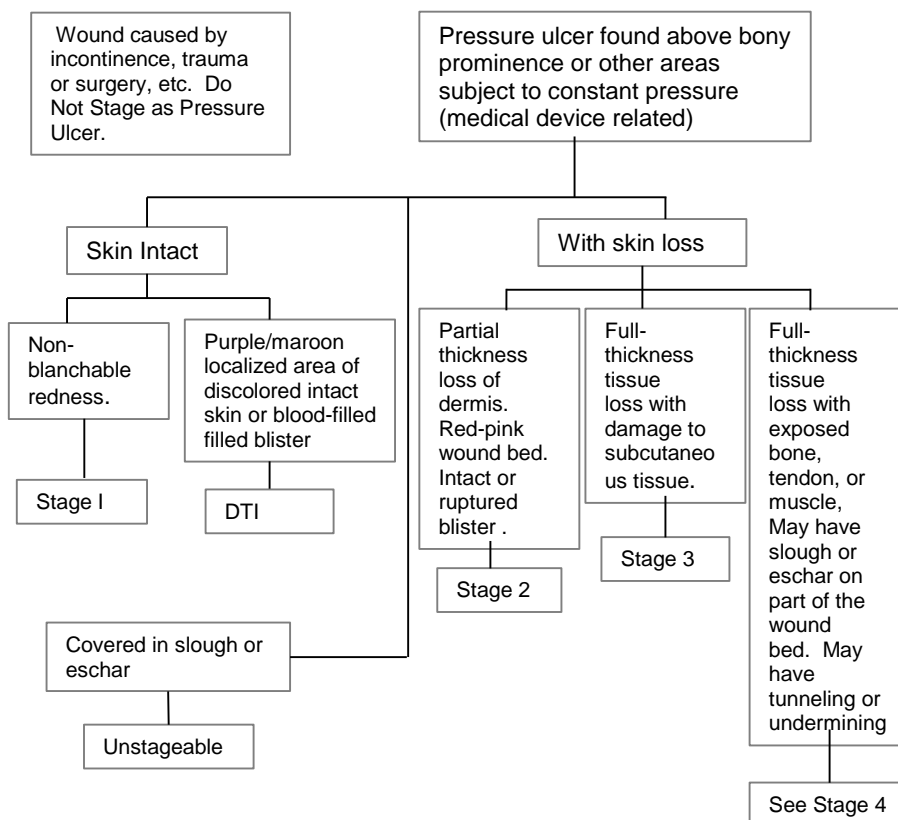 Wound caused by
incontinence, trauma
or surgery, etc.  Do
Not Stage as Pressure
Ulcer.
Pressure ulcer found above bony
prominence or other areas
subject to constant pressure
(medical device related)
Skin Intact
With skin loss
Non-
blanchable
redness.
Purple/maroon
localized area of
discolored intact
skin or blood-filled
filled blister
Partial
thickness
loss of
dermis.
Red-pink
wound bed.
Intact or
ruptured
blister .
Full-
thickness
tissue
loss with
damage to
subcutaneo
us tissue.
Full-
thickness
tissue
loss with
exposed
bone,
tendon, or
muscle,
May have
slough or
eschar on
part of the
wound
bed.  May
have
tunneling or
undermining
Stage I
DTI
Stage 2
Stage 3
Covered in slough or
eschar
Unstageable
See Stage 4